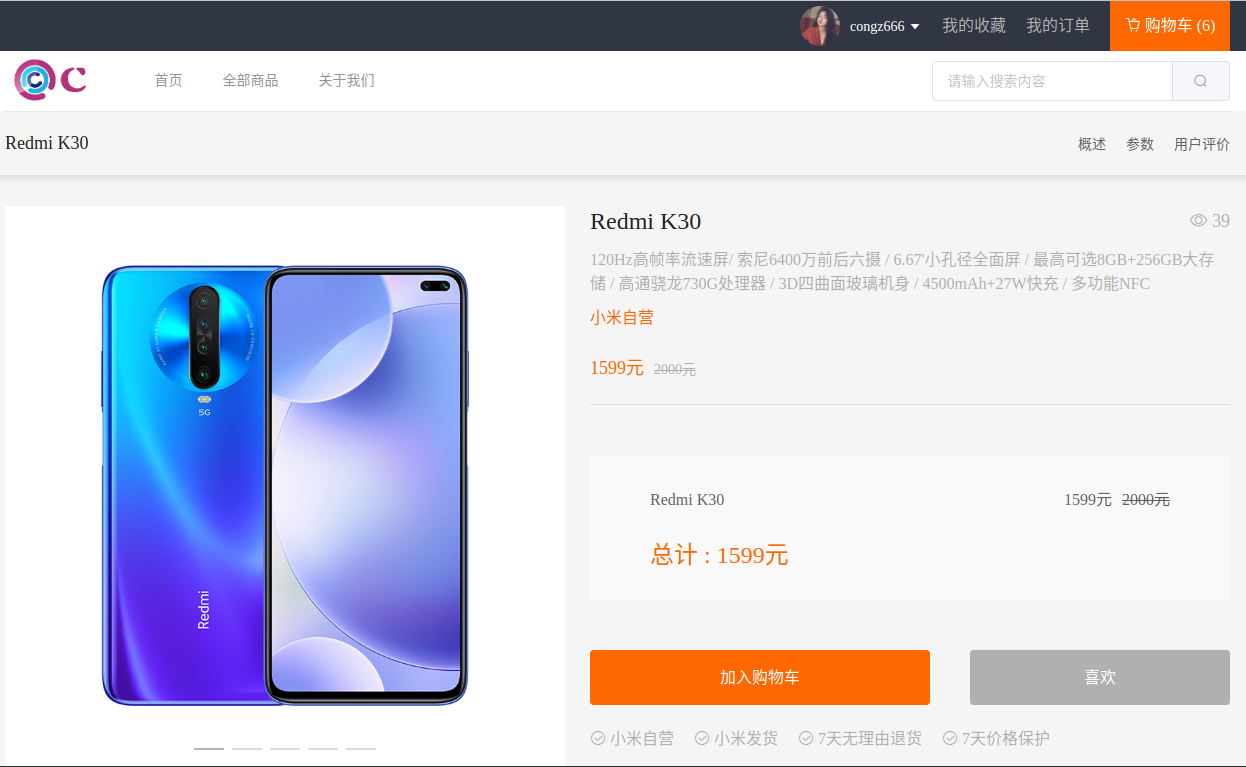 congz666 我的收藏 我的订单 购物车 (6)
C C
首页 全部商品 关于我们 请输入搜索内容
Redmi K30 概述 参数 用户评价
Redmi K30 39
120Hz高帧率流速屏/ 索尼6400万前后六摄 / 6.67'小孔径全面屏 / 最高可选8GB+256GB大存
储 / 高通骁龙730G处理器 / 3D四曲面玻璃机身 / 4500mAh+27W快充 / 多功能NFC
小米自营
1599元 2000元
5G
Redmi
Redmi K30 1599元 2000元
总计 : 1599元
加入购物车 喜欢
小米自营 小米发货 7天无理由退货 7天价格保护